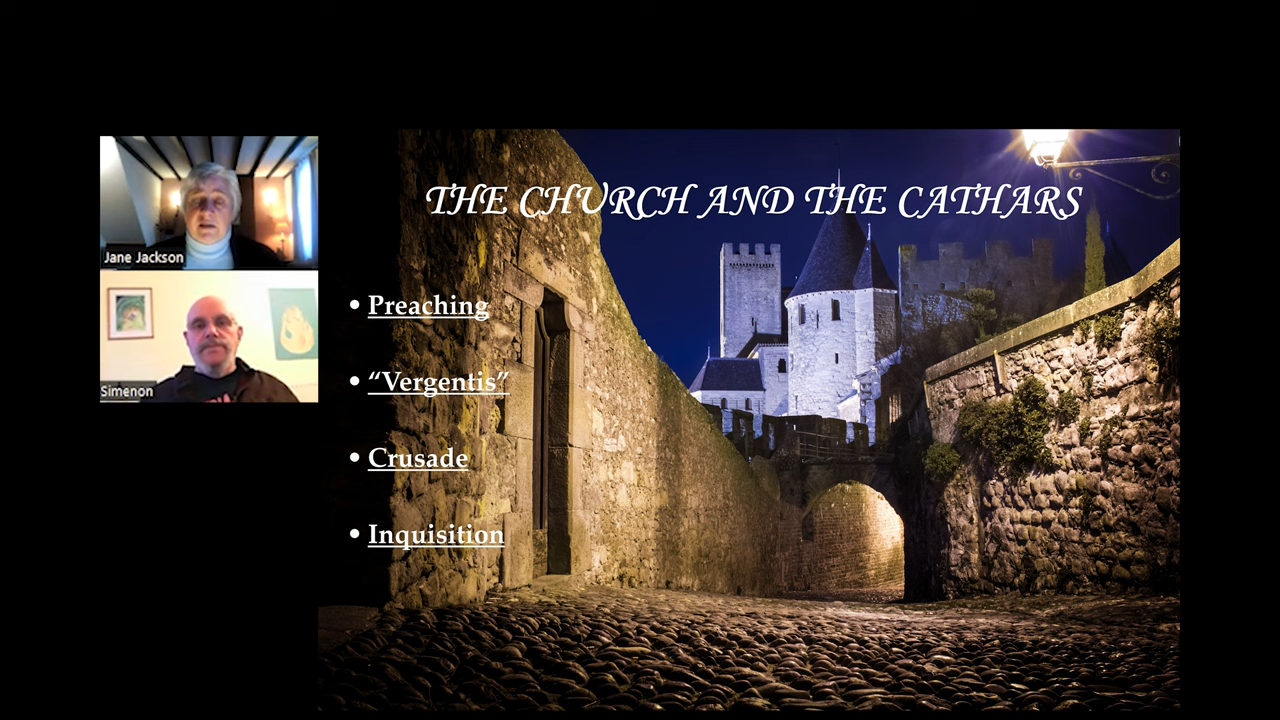 THE CHURCH AND THE CATHARS
Jane Jackson
Simenon
• Preaching
• “Vergentis”
• Crusade
• Inquisition